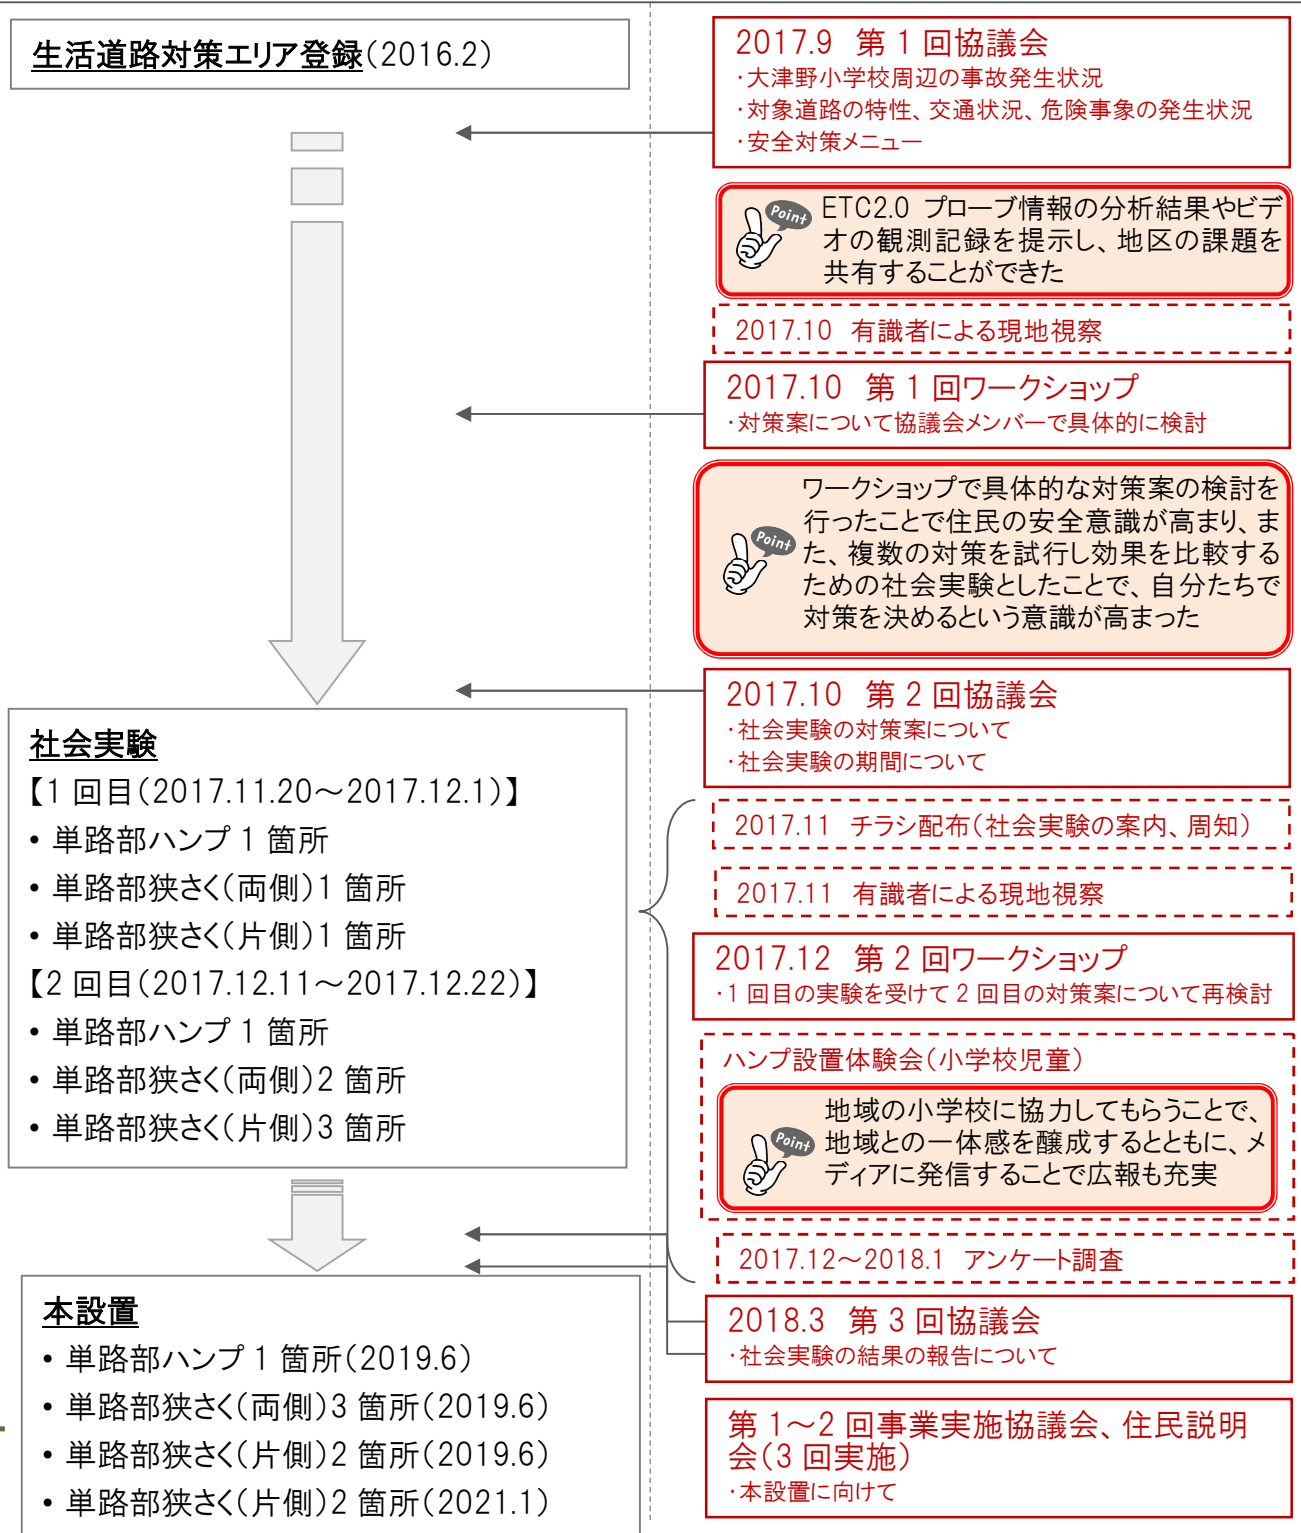 生活道路対策エリア登録(2016.2)
社会実験
【1 回目(2017.11.20～2017.12.1)】
• 単路部ハンプ 1 箇所
• 単路部狭さく(両側)1 箇所
• 単路部狭さく(片側)1 箇所
【2 回目(2017.12.11～2017.12.22)】
• 単路部ハンプ 1 箇所
• 単路部狭さく(両側)2 箇所
• 単路部狭さく(片側)3 箇所
本設置
• 単路部ハンプ 1 箇所(2019.6)
• 単路部狭さく(両側)3 箇所(2019.6)
• 単路部狭さく(片側)2 箇所(2019.6)
• 単路部狭さく(片側)2 箇所(2021.1)
2017.9 第 1 回協議会
・大津野小学校周辺の事故発生状況
・対象道路の特性、交通状況、危険事象の発生状況
・安全対策メニュー
Point
ETC2.0 プローブ情報の分析結果やビデ
オの観測記録を提示し、地区の課題を
共有することができた
2017.10 有識者による現地視察
2017.10 第 1 回ワークショップ
・対策案について協議会メンバーで具体的に検討
Point
ワークショップで具体的な対策案の検討を
行ったことで住民の安全意識が高まり、ま
た、複数の対策を試行し効果を比較する
ための社会実験としたことで、自分たちで
対策を決めるという意識が高まった
2017.10 第 2 回協議会
・社会実験の対策案について
・社会実験の期間について
2017.11 チラシ配布(社会実験の案内、周知)
2017.11 有識者による現地視察
2017.12 第 2 回ワークショップ
・1 回目の実験を受けて 2 回目の対策案について再検討
ハンプ設置体験会(小学校児童)
Point
地域の小学校に協力してもらうことで、
地域との一体感を醸成するとともに、メ
ディアに発信することで広報も充実
2017.12～2018.1 アンケート調査
2018.3 第 3 回協議会
・社会実験の結果の報告について
第 1～2 回事業実施協議会、住民説明
会(3 回実施)
・本設置に向けて